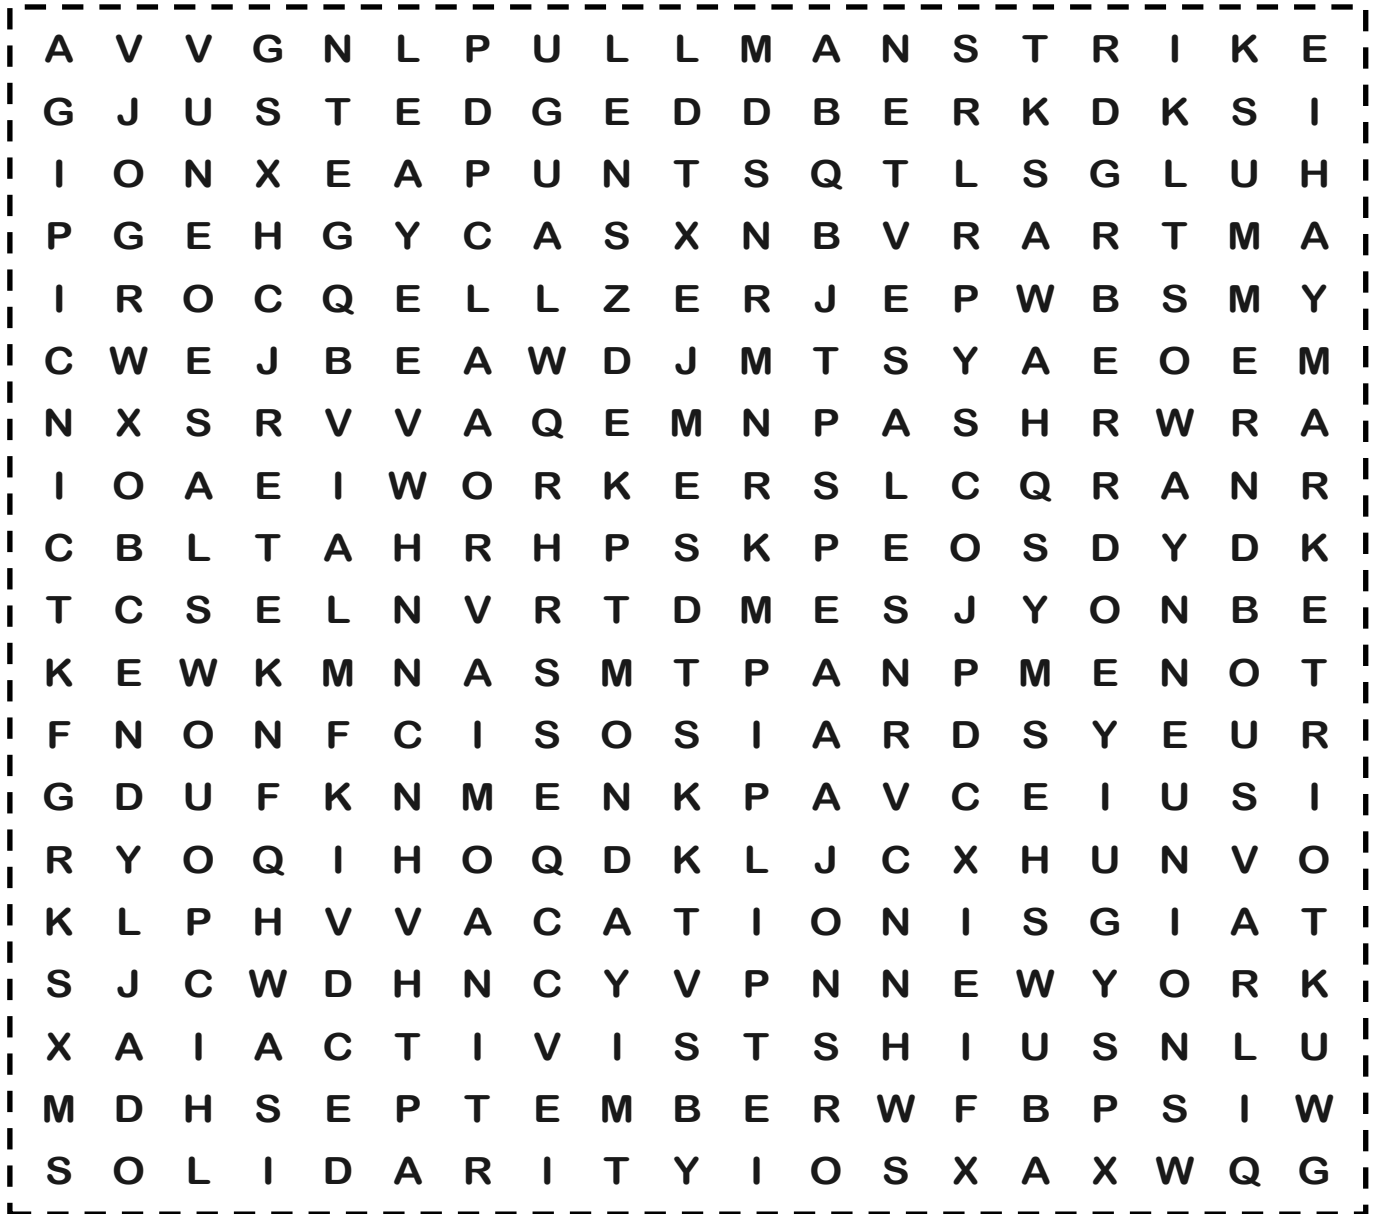 A V V G N L P U L L M A N S T R I K E
G J U S T E D G E D D B E R K D K S I
I O N X E A P U N T S Q T L S G L U H
P G E H G Y C A S X N B V R A R T M A
I R O C Q E L L Z E R J E P W B S M Y
C W E J B E A W D J M T S Y A E O E M
N X S R V V A Q E M N P A S H R W R A
I O A E I W O R K E R S L C Q R A N R
C B L T A H R H P S K P E O S D Y D K
T C S E L N V R T D M E S J Y O N B E
K E W K M N A S M T P A N P M E N O T
F N O N F C I S O S I A R D S Y E U R
G D U F K N M E N K P A V C E I U S I
R Y O Q I H O Q D K L J C X H U N V O
K L P H V V A C A T I O N I S G I A T
S J C W D H N C Y V P N N E W Y O R K
X A I A C T I V I S T S H I U S N L U
M D H S E P T E M B E R W F B P S I W
S O L I D A R I T Y I O S X A X W Q G